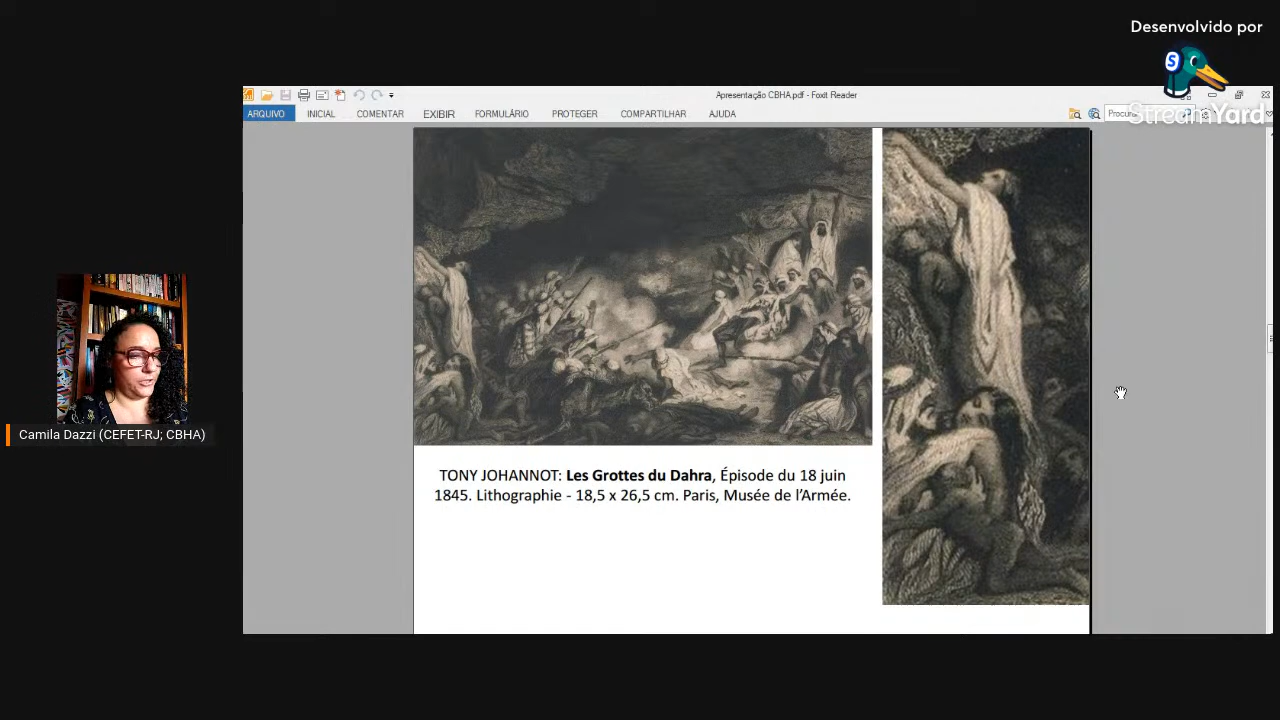 Desenvolvido por
S
StreamYard
Apresentação CBHA.pdf - Foxit Reader
ARQUIVO INICIAL COMENTAR EXIBIR FORMULÁRIO PROTEGER COMPARTILHAR AJUDA
TONY JOHANNOT: Les Grottes du Dahra, Épisode du 18 juin
1845. Lithographie - 18,5 x 26,5 cm. Paris, Musée de l'Armée.
Camila Dazzi (CEFET-RJ; CBHA)